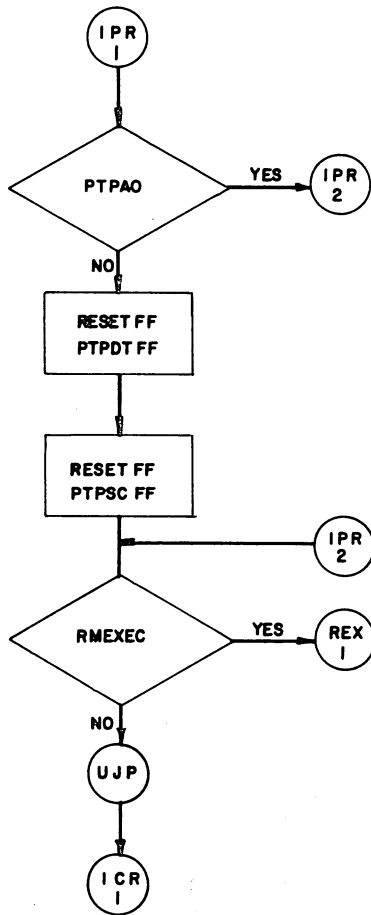 IPR
1
PTPAO
YES
IPR
2
NO
RESET FF
PTPDT FF
RESET FF
PTPSC FF
IPR
2
RMEXEC
YES
REX
1
NO
UJP
ICR
1